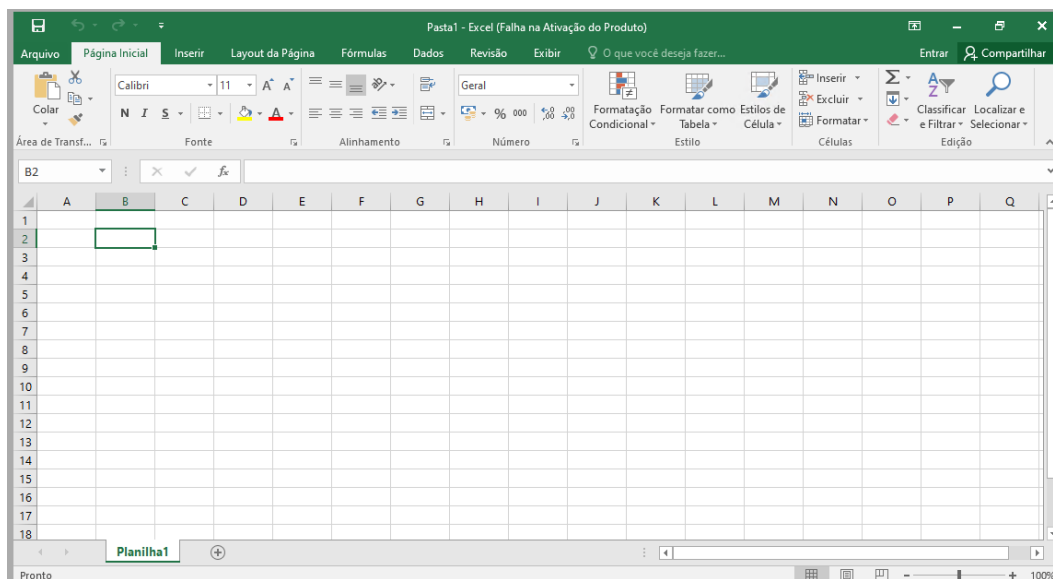 Pasta1 - Excel (Falha na Ativação do Produto)
Arquivo Página Inicial Inserir Layout da Página Fórmulas Dados Revisão Exibir O que você deseja fazer... Entrar Compartilhar
Colar
Área de Transf...
Calibri 11
N I S
Fonte
Alinhamento
Geral
% 000 ,00 ,0 ,00
Número
Formatação Condicional
Formatar como Tabela
Estilos de Célula
Estilo
Inserir
Excluir
Formatar
Células
Classificar e Filtrar
Localizar e Selecionar
Edição
B2 fx
A B C D E F G H I J K L M N O P Q
1
2
3
4
5
6
7
8
9
10
11
12
13
14
15
16
17
18
Planilha1
Pronto 100%